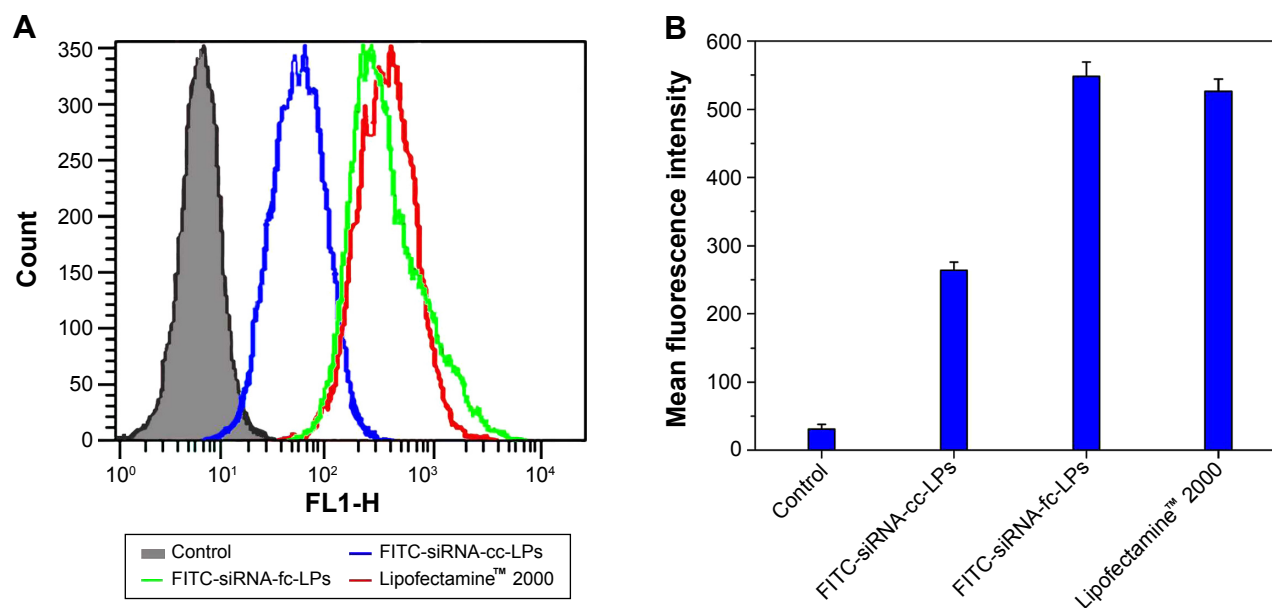 A
Count
350
300
250
200
150
100
50
0
10⁰ 10¹ 10² 10³ 10⁴
FL1-H
Control
FITC-siRNA-cc-LPs
FITC-siRNA-fc-LPs
Lipofectamine™ 2000
B
Mean fluorescence intensity
600
500
400
300
200
100
0
Control
FITC-siRNA-cc-LPs
FITC-siRNA-fc-LPs
Lipofectamine™ 2000